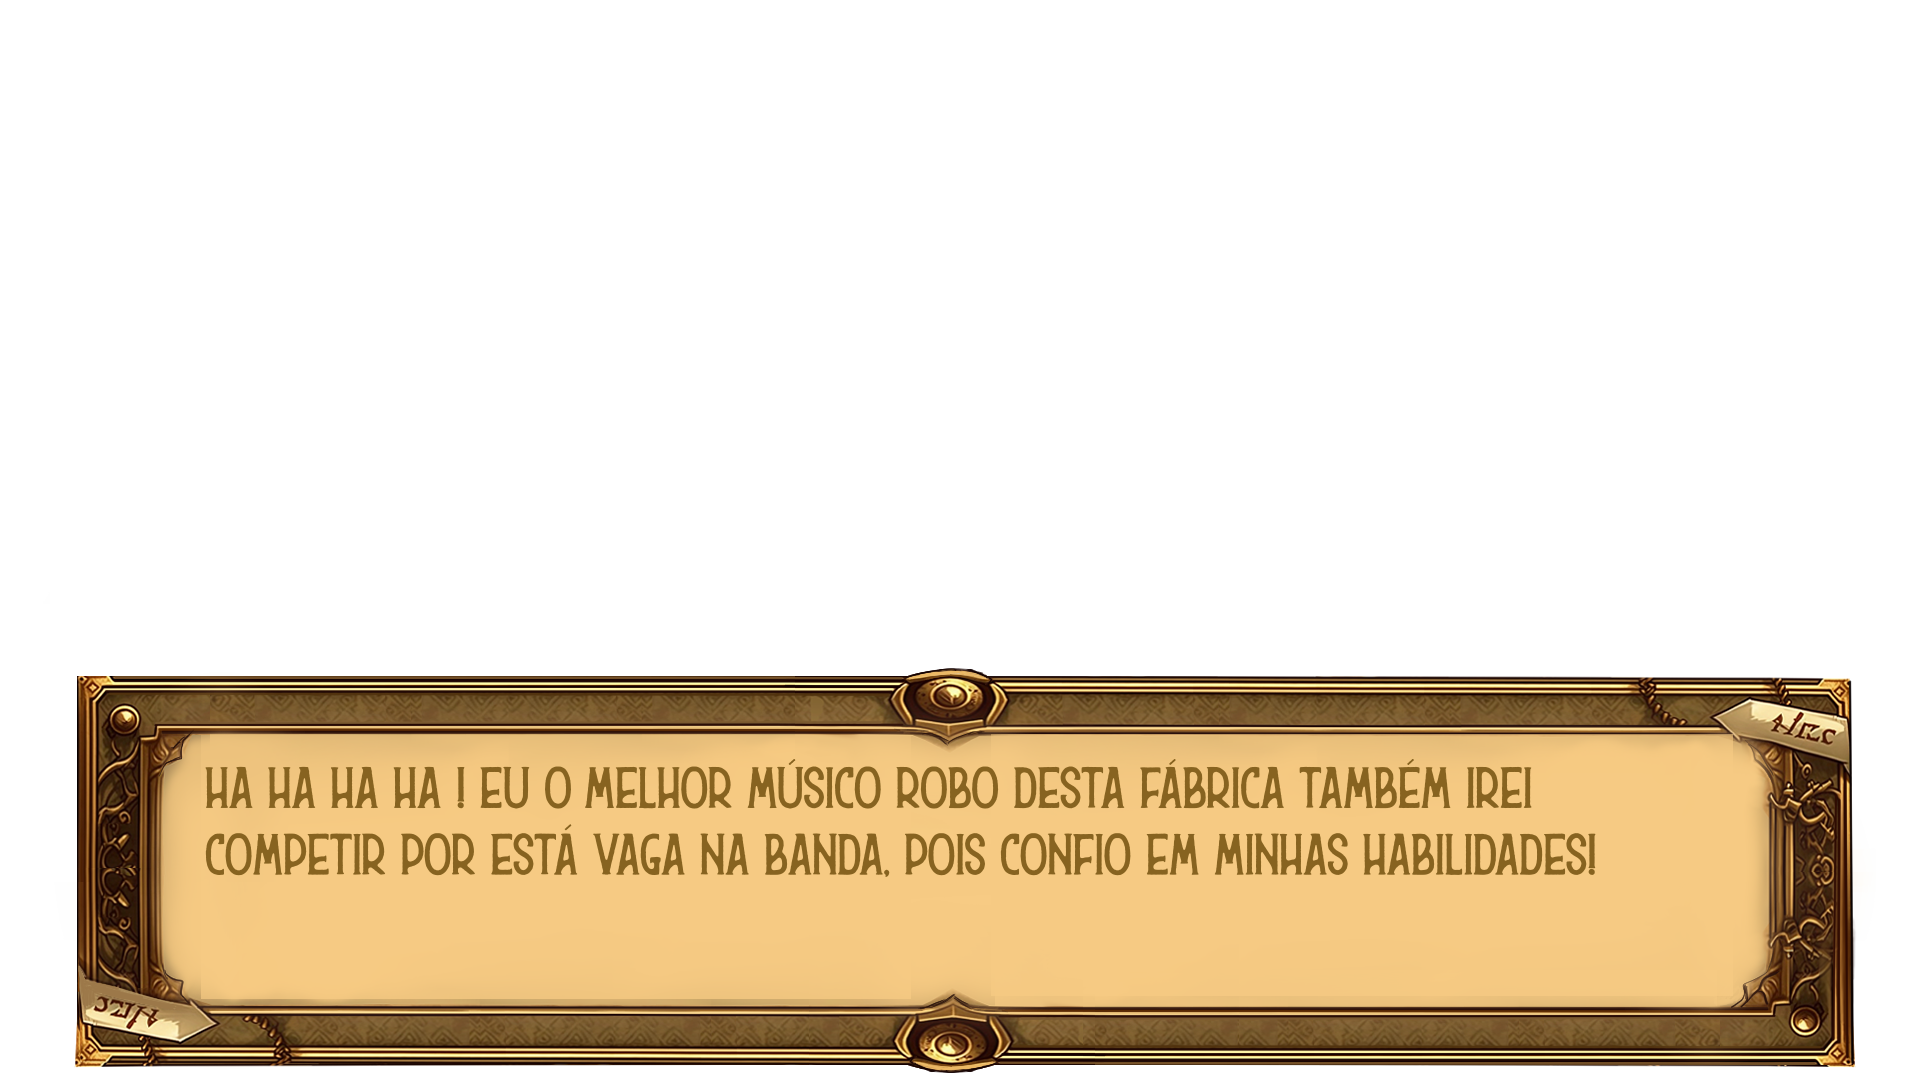 HA HA HA HA ! EU O MELHOR MÚSICO ROBO DESTA FÁBRICA TAMBÉM IREI
COMPETIR POR ESTÁ VAGA NA BANDA, POIS CONFIO EM MINHAS HABILIDADES!